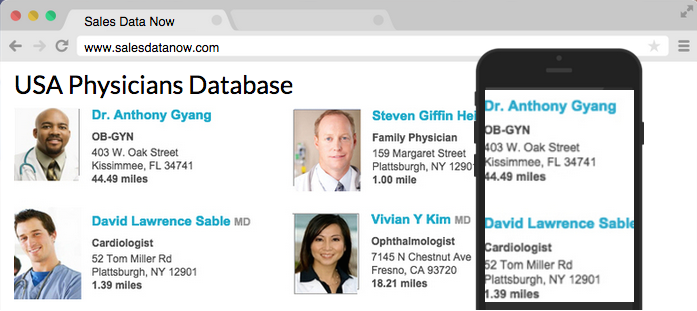 Sales Data Now
www.salesdatanow.com
USA Physicians Database
Dr. Anthony Gyang
OB-GYN
403 W. Oak Street
Kissimmee, FL 34741
44.49 miles
Steven Giffin Hei
Family Physician
159 Margaret Street
Plattsburgh, NY 1290
1.00 mile
David Lawrence Sable MD
Cardiologist
52 Tom Miller Rd
Plattsburgh, NY 12901
1.39 miles
Vivian Y Kim MD
Ophthalmologist
7145 N Chestnut Ave
Fresno, CA 93720
18.21 miles
Dr. Anthony Gyang
OB-GYN
403 W. Oak Street
Kissimmee, FL 34741
44.49 miles
David Lawrence Sable
Cardiologist
52 Tom Miller Rd
Plattsburgh, NY 12901
1.39 miles